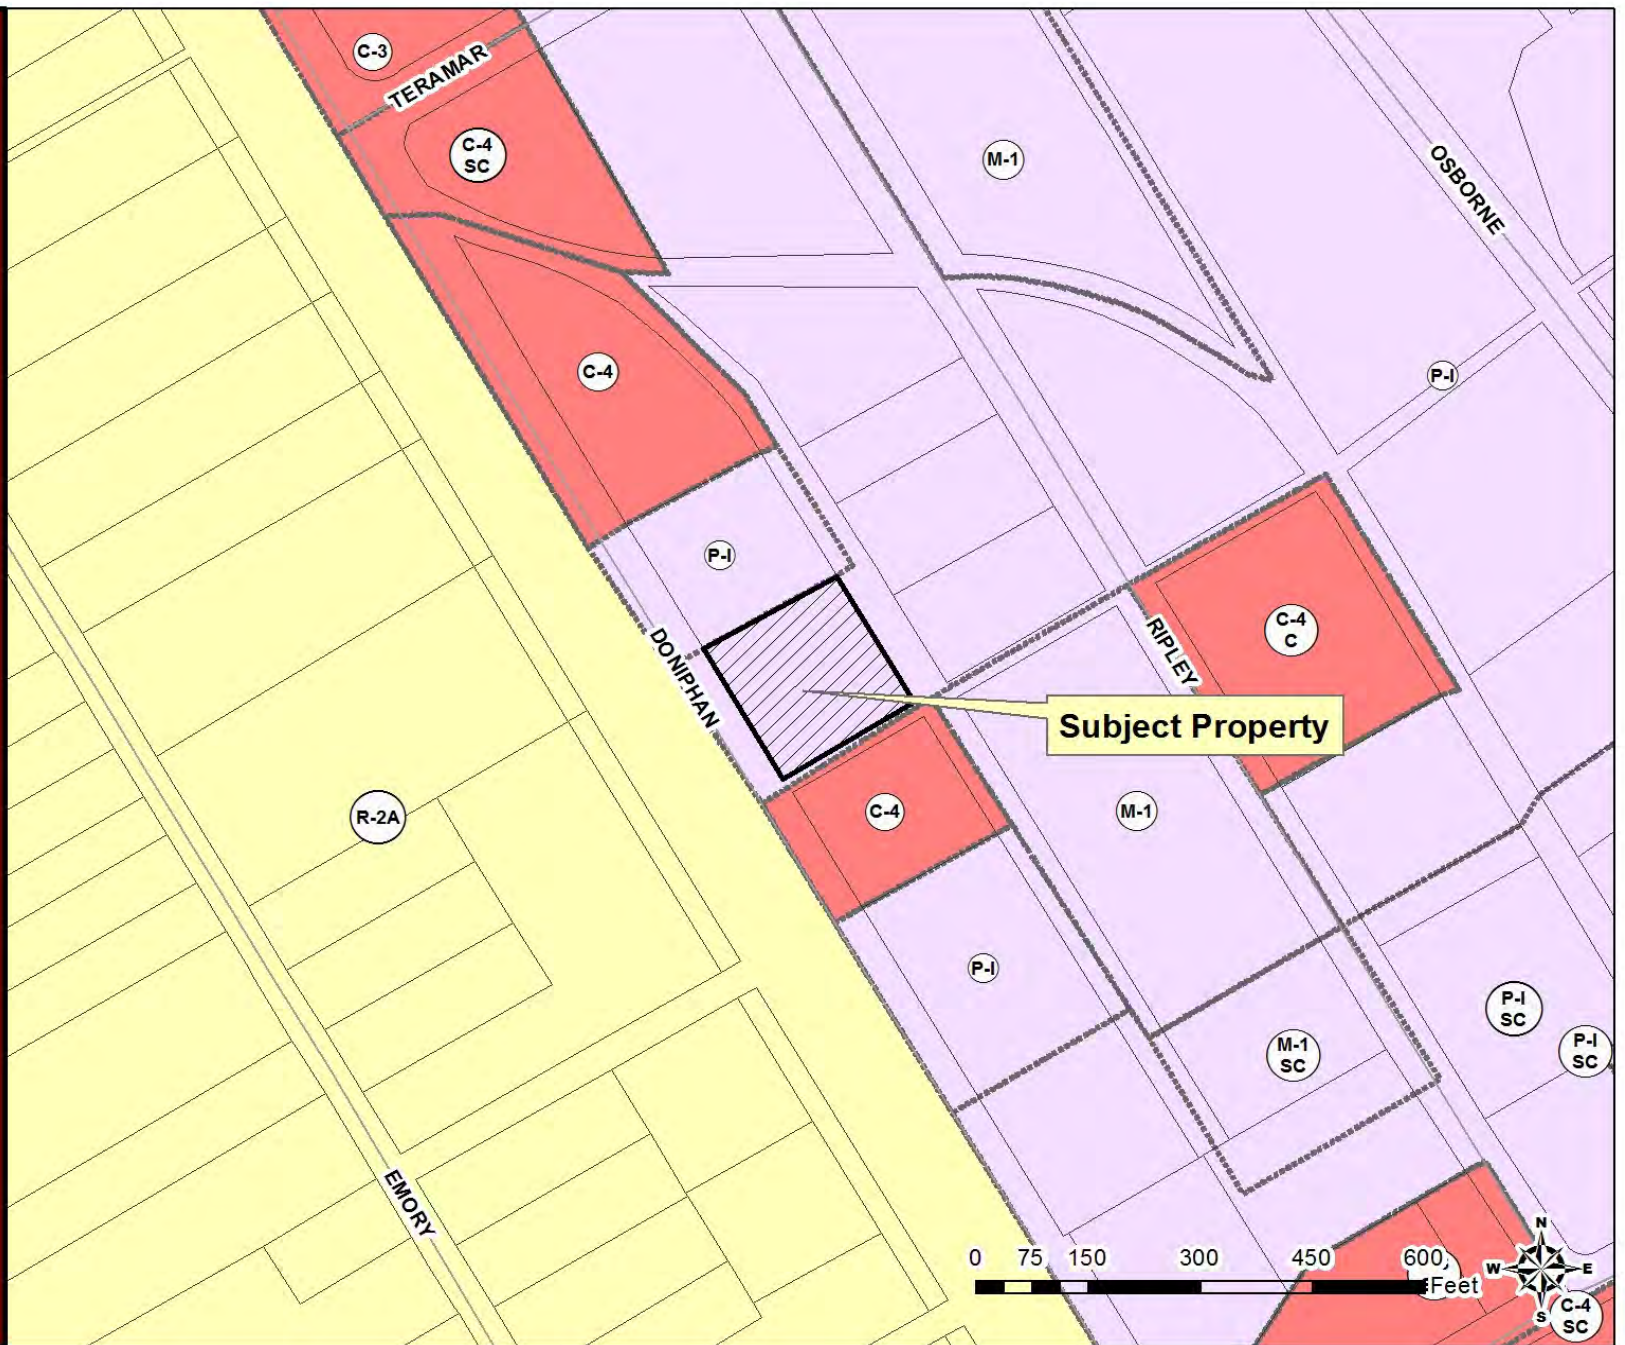 C-3
TERAMAR
C-4
SC
M-1
OSBORNE
C-4
P-I
P-I
DONIPHAN
RIPLEY
C-4
C
Subject Property
R-2A
C-4
M-1
P-I
P-I
SC
M-1
SC
P-I
SC
EMORY
0 75 150 300 450 600
Feet
N
W E
S
C-4
SC